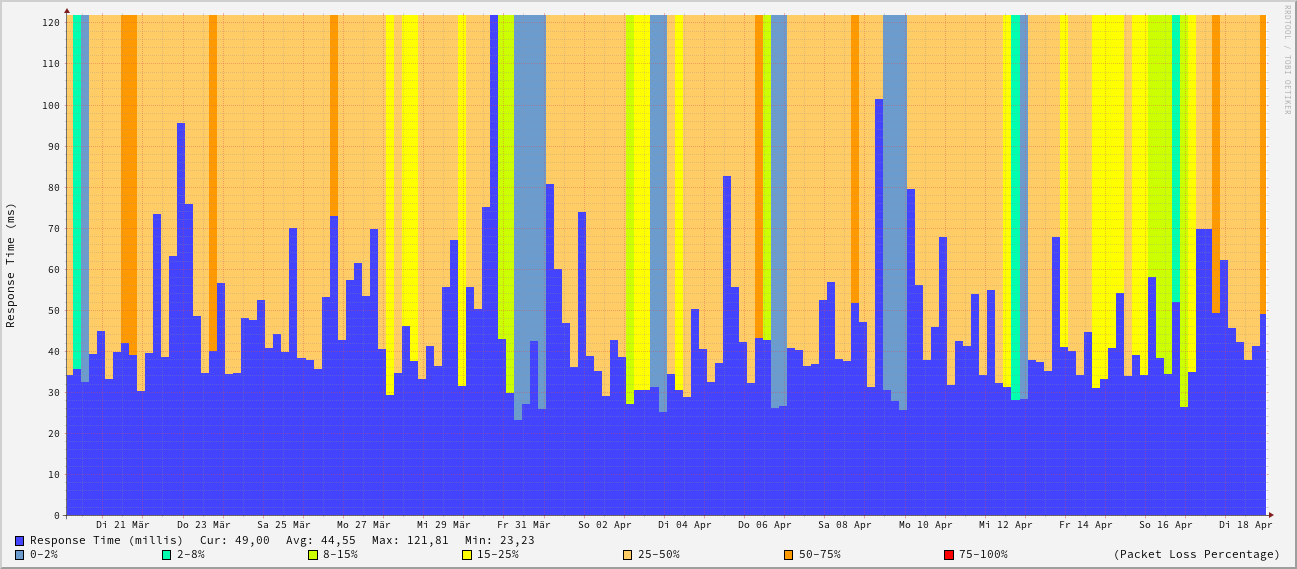 RRDTOOL / TOBI OETIKER
Response Time (ms)
120
110
100
90
80
70
60
50
40
30
20
10
0
Di 21 Mär Do 23 Mär Sa 25 Mär Mo 27 Mär Mi 29 Mär Fr 31 Mär So 02 Apr Di 04 Apr Do 06 Apr Sa 08 Apr Mo 10 Apr Mi 12 Apr Fr 14 Apr So 16 Apr Di 18 Apr
Response Time (millis) Cur: 49,00 Avg: 44,55 Max: 121,81 Min: 23,23
0-2% 2-8% 8-15% 15-25% 25-50% 50-75% 75-100% (Packet Loss Percentage)